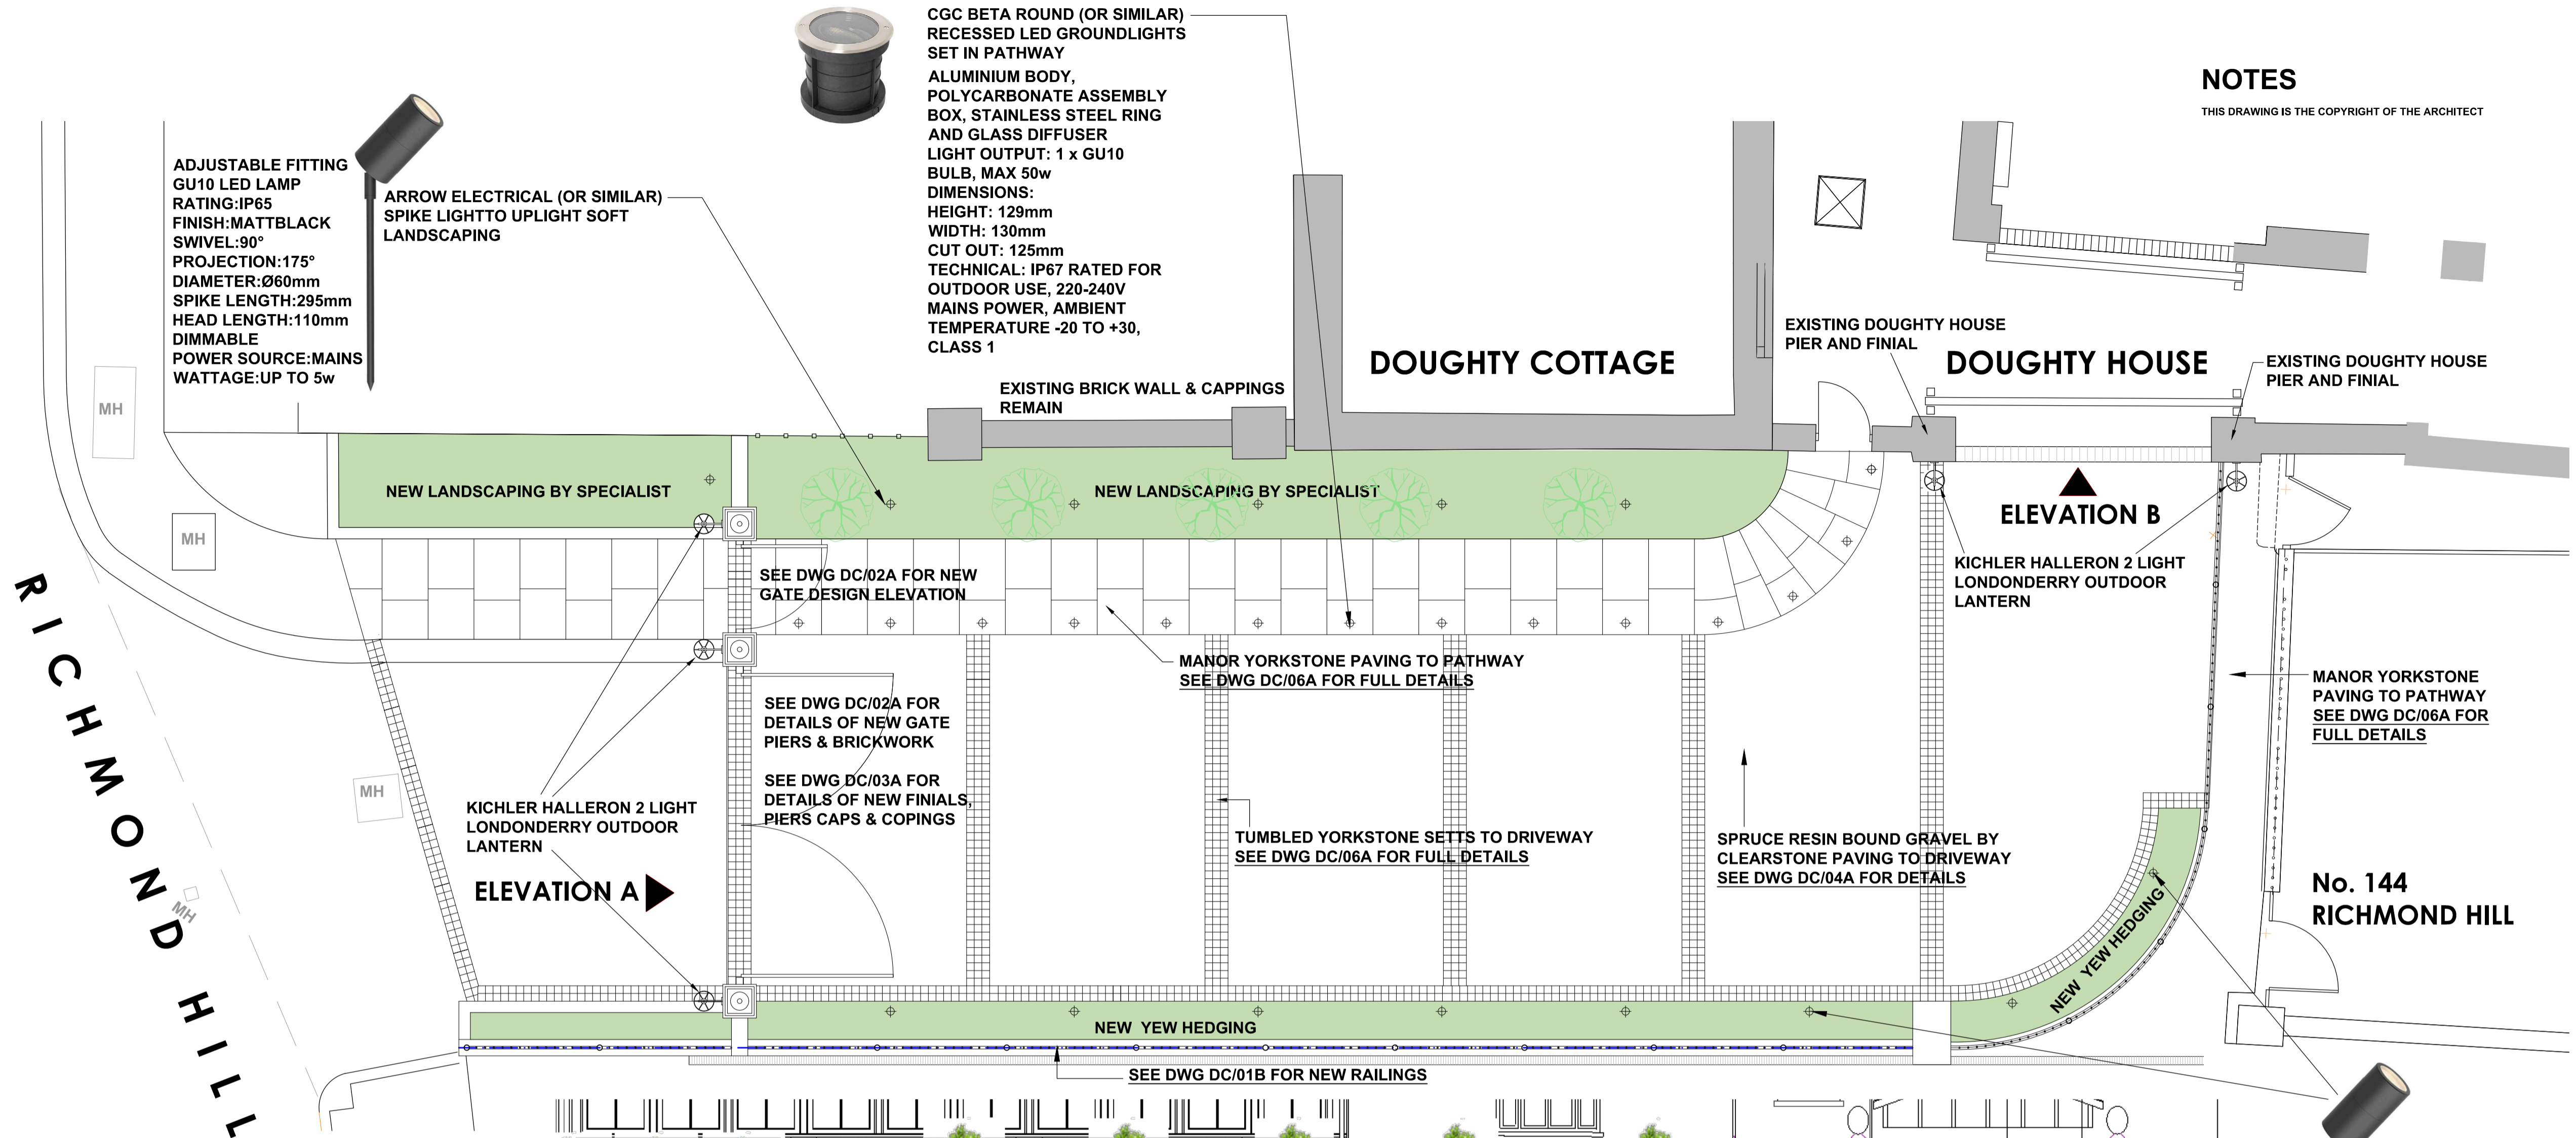 CGC BETA ROUND (OR SIMILAR)
RECESSED LED GROUNDLIGHTS
SET IN PATHWAY
ALUMINIUM BODY,
POLYCARBONATE ASSEMBLY
BOX, STAINLESS STEEL RING
AND GLASS DIFFUSER
LIGHT OUTPUT: 1 x GU10
BULB, MAX 50w
DIMENSIONS:
HEIGHT: 129mm
WIDTH: 130mm
CUT OUT: 125mm
TECHNICAL: IP67 RATED FOR
OUTDOOR USE, 220-240V
MAINS POWER, AMBIENT
TEMPERATURE -20 TO +30,
CLASS 1
NOTES
THIS DRAWING IS THE COPYRIGHT OF THE ARCHITECT
ADJUSTABLE FITTING
GU10 LED LAMP
RATING:IP65
FINISH:MATTBLACK
SWIVEL:90°
PROJECTION:175°
DIAMETER:Ø60mm
SPIKE LENGTH:295mm
HEAD LENGTH:110mm
DIMMABLE
POWER SOURCE:MAINS
WATTAGE:UP TO 5w
ARROW ELECTRICAL (OR SIMILAR)
SPIKE LIGHTTO UPLIGHT SOFT
LANDSCAPING
EXISTING BRICK WALL & CAPPINGS
REMAIN
DOUGHTY COTTAGE
EXISTING DOUGHTY HOUSE
PIER AND FINIAL
DOUGHTY HOUSE
EXISTING DOUGHTY HOUSE
PIER AND FINIAL
MH
MH
MH
MH
NEW LANDSCAPING BY SPECIALIST
NEW LANDSCAPING BY SPECIALIST
ELEVATION B
KICHLER HALLERON 2 LIGHT
LONDONDERRY OUTDOOR
LANTERN
SEE DWG DC/02A FOR NEW
GATE DESIGN ELEVATION
MANOR YORKSTONE PAVING TO PATHWAY
SEE DWG DC/06A FOR FULL DETAILS
MANOR YORKSTONE
PAVING TO PATHWAY
SEE DWG DC/06A FOR
FULL DETAILS
SEE DWG DC/02A FOR
DETAILS OF NEW GATE
PIERS & BRICKWORK
SEE DWG DC/03A FOR
DETAILS OF NEW FINIALS,
PIERS CAPS & COPINGS
KICHLER HALLERON 2 LIGHT
LONDONDERRY OUTDOOR
LANTERN
TUMBLED YORKSTONE SETTS TO DRIVEWAY
SEE DWG DC/06A FOR FULL DETAILS
SPRUCE RESIN BOUND GRAVEL BY
CLEARSTONE PAVING TO DRIVEWAY
SEE DWG DC/04A FOR DETAILS
ELEVATION A
No. 144
RICHMOND HILL
NEW YEW HEDGING
NEW YEW HEDGING
SEE DWG DC/01B FOR NEW RAILINGS
RICHMOND HILL